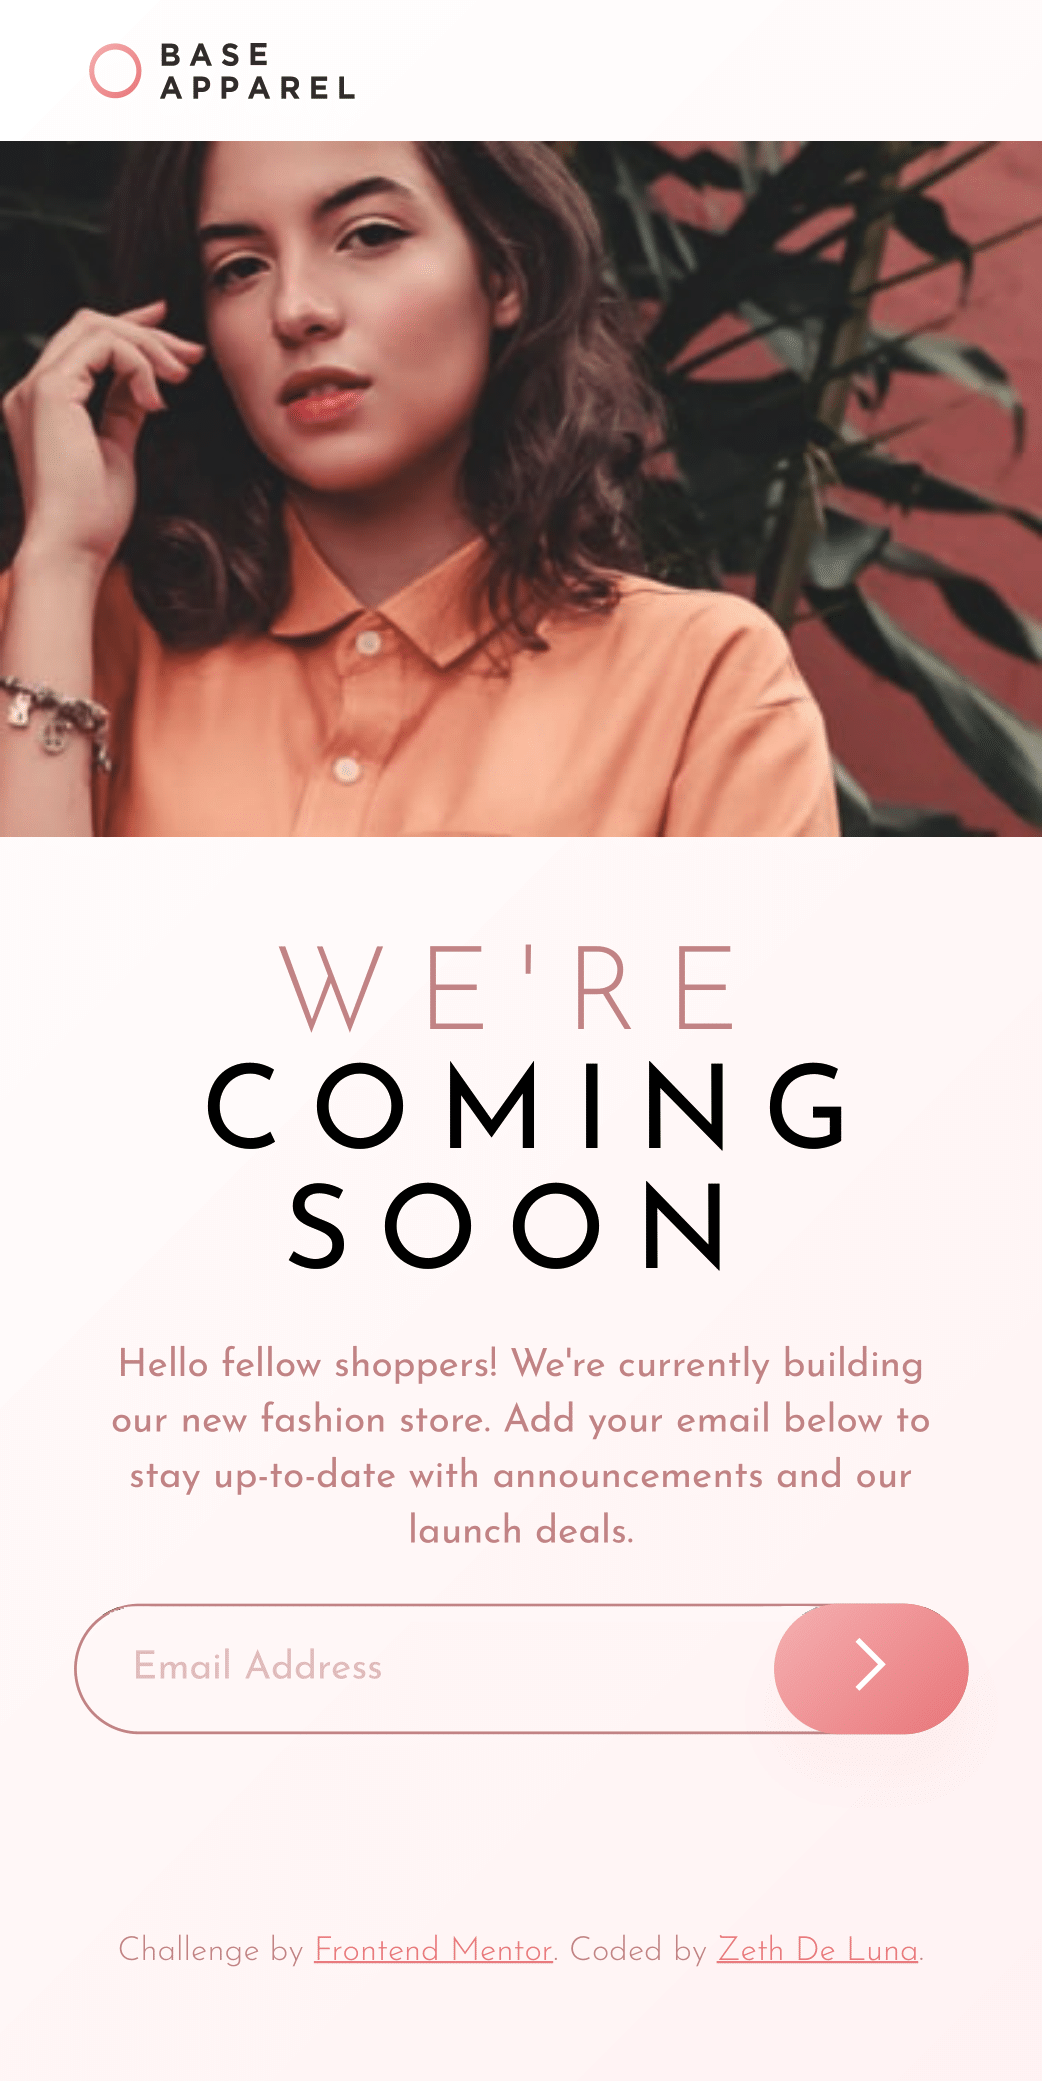 BASE
APPAREL
WE'RE
COMING
SOON
Hello fellow shoppers! We're currently building
our new fashion store. Add your email below to
stay up-to-date with announcements and our
launch deals.
Email Address
Challenge by Frontend Mentor. Coded by Zeth De Luna.